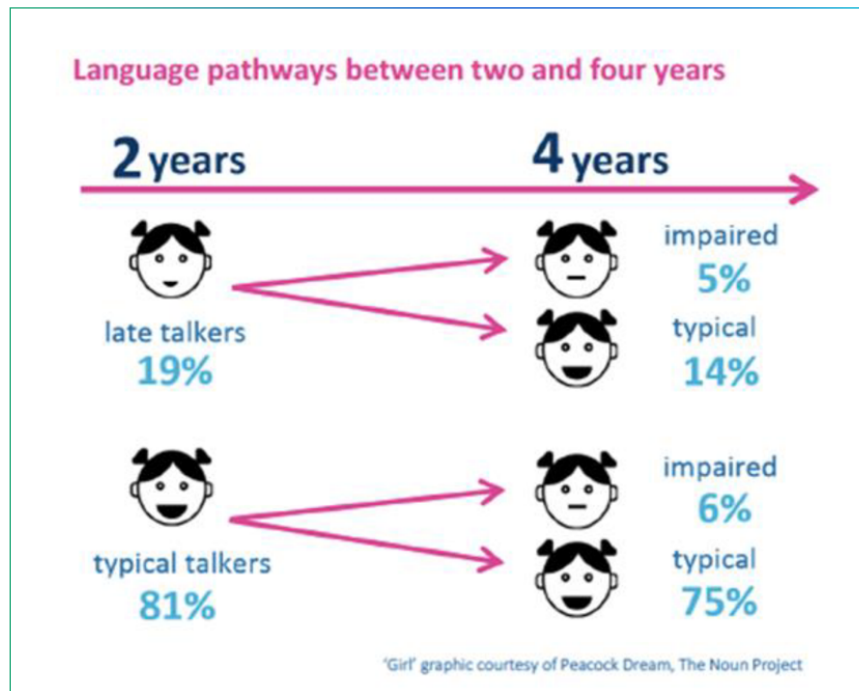 Language pathways between two and four years
2 years
4 years
late talkers
19%
impaired
5%
typical
14%
typical talkers
81%
impaired
6%
typical
75%
'Girl' graphic courtesy of Peacock Dream, The Noun Project